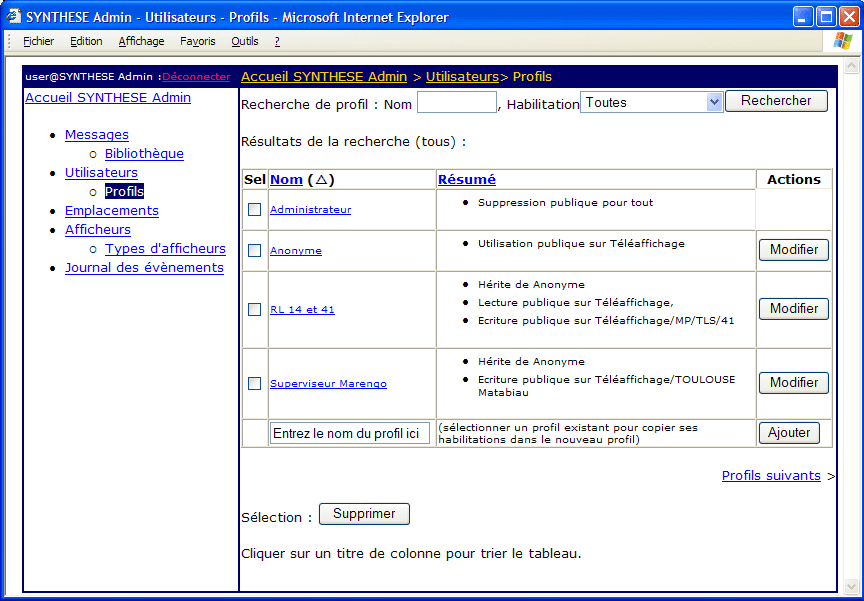 SYNTHESE Admin - Utilisateurs - Profils - Microsoft Internet Explorer
Fichier Edition Affichage Favoris Outils ?
user@SYNTHESE Admin :Déconnecter Accueil SYNTHESE Admin > Utilisateurs> Profils
Accueil SYNTHESE Admin
Messages
Bibliothèque
Utilisateurs
Profils
Emplacements
Afficheurs
Types d'afficheurs
Journal des évènements
Recherche de profil : Nom , Habilitation Toutes Rechercher
Résultats de la recherche (tous) :
Sel Nom (△) Résumé Actions
Administrateur Suppression publique pour tout
Anonyme Utilisation publique sur Téléaffichage Modifier
Hérite de Anonyme
RL 14 et 41 Lecture publique sur Téléaffichage, Modifier
Ecriture publique sur Téléaffichage/MP/TLS/41
Hérite de Anonyme
Superviseur Marengo Ecriture publique sur Téléaffichage/TOULOUSE Modifier
Matabiau
Entrez le nom du profil ici (sélectionner un profil existant pour copier ses Ajouter
habilitations dans le nouveau profil)
Profils suivants >
Sélection : Supprimer
Cliquer sur un titre de colonne pour trier le tableau.